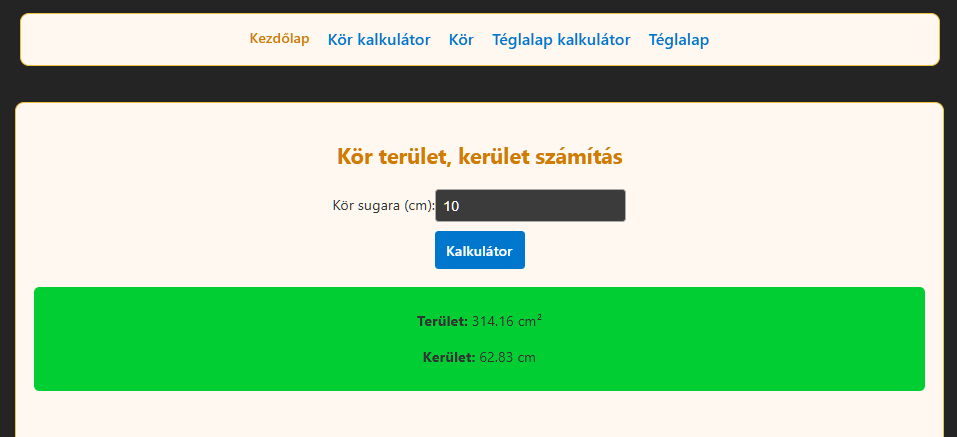 Kezdőlap Kör kalkulátor Kör Téglalap kalkulátor Téglalap
Kör terület, kerület számítás
Kör sugara (cm): 10
Kalkulátor
Terület: 314.16 cm²
Kerület: 62.83 cm